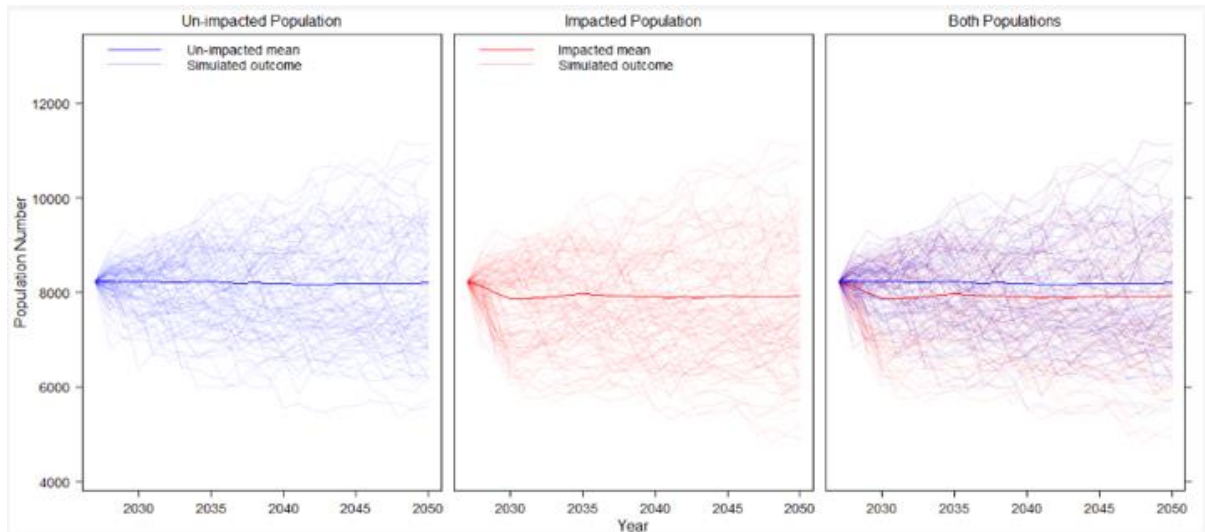 Un-impacted Population
Impacted Population
Both Populations
Un-impacted mean
Simulated outcome
Impacted mean
Simulated outcome
Population Number
12000
10000
8000
6000
4000
2030 2035 2040 2045 2050
2030 2035 2040 2045 2050
2030 2035 2040 2045 2050
Year